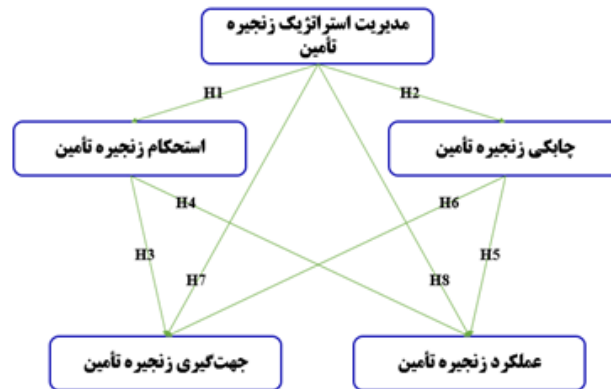 مدیریت استراتژیک زنجیره
تأمین
H1
H2
استحکام زنجیره تأمین
چابکی زنجیره تأمین
H4
H6
H3
H7
H8
H5
جهت‌گیری زنجیره تأمین
عملکرد زنجیره تأمین